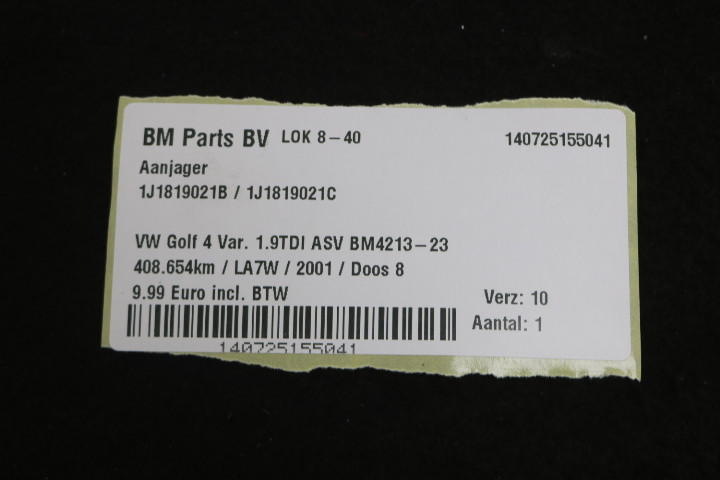 BM Parts BV LOK 8-40 140725155041
Aanjager
1J1819021B / 1J1819021C
VW Golf 4 Var. 1.9TDI ASV BM4213-23
408.654km / LA7W / 2001 / Doos 8
9.99 Euro incl. BTW Verz: 10
Aantal: 1
140725155041